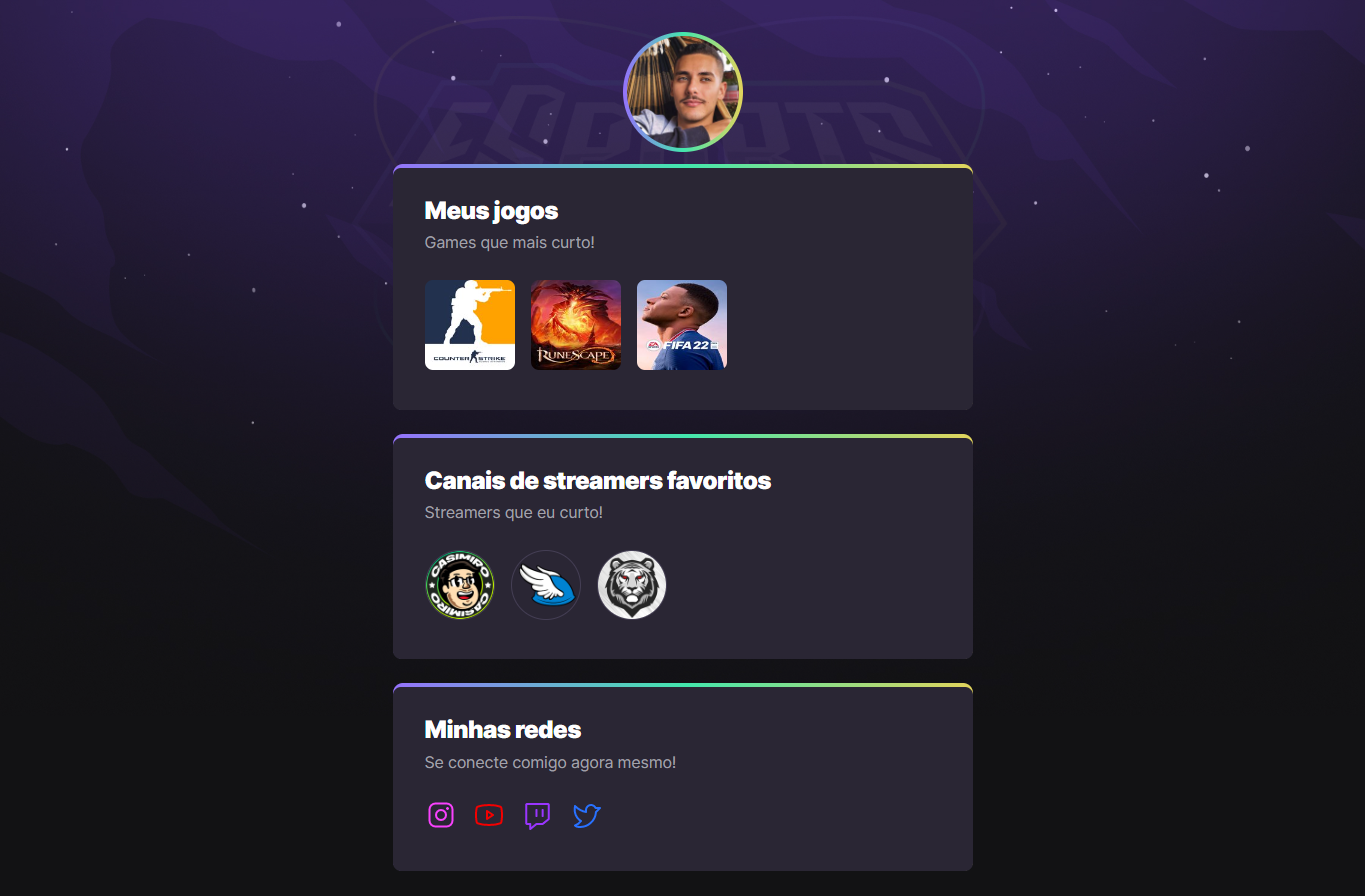 ESPORTS
Meus jogos
Games que mais curto!
COUNTER STRIKE
RUNESCAPE
FIFA 22
Canais de streamers favoritos
Streamers que eu curto!
CASIMIRO
CASIMIRO
Minhas redes
Se conecte comigo agora mesmo!